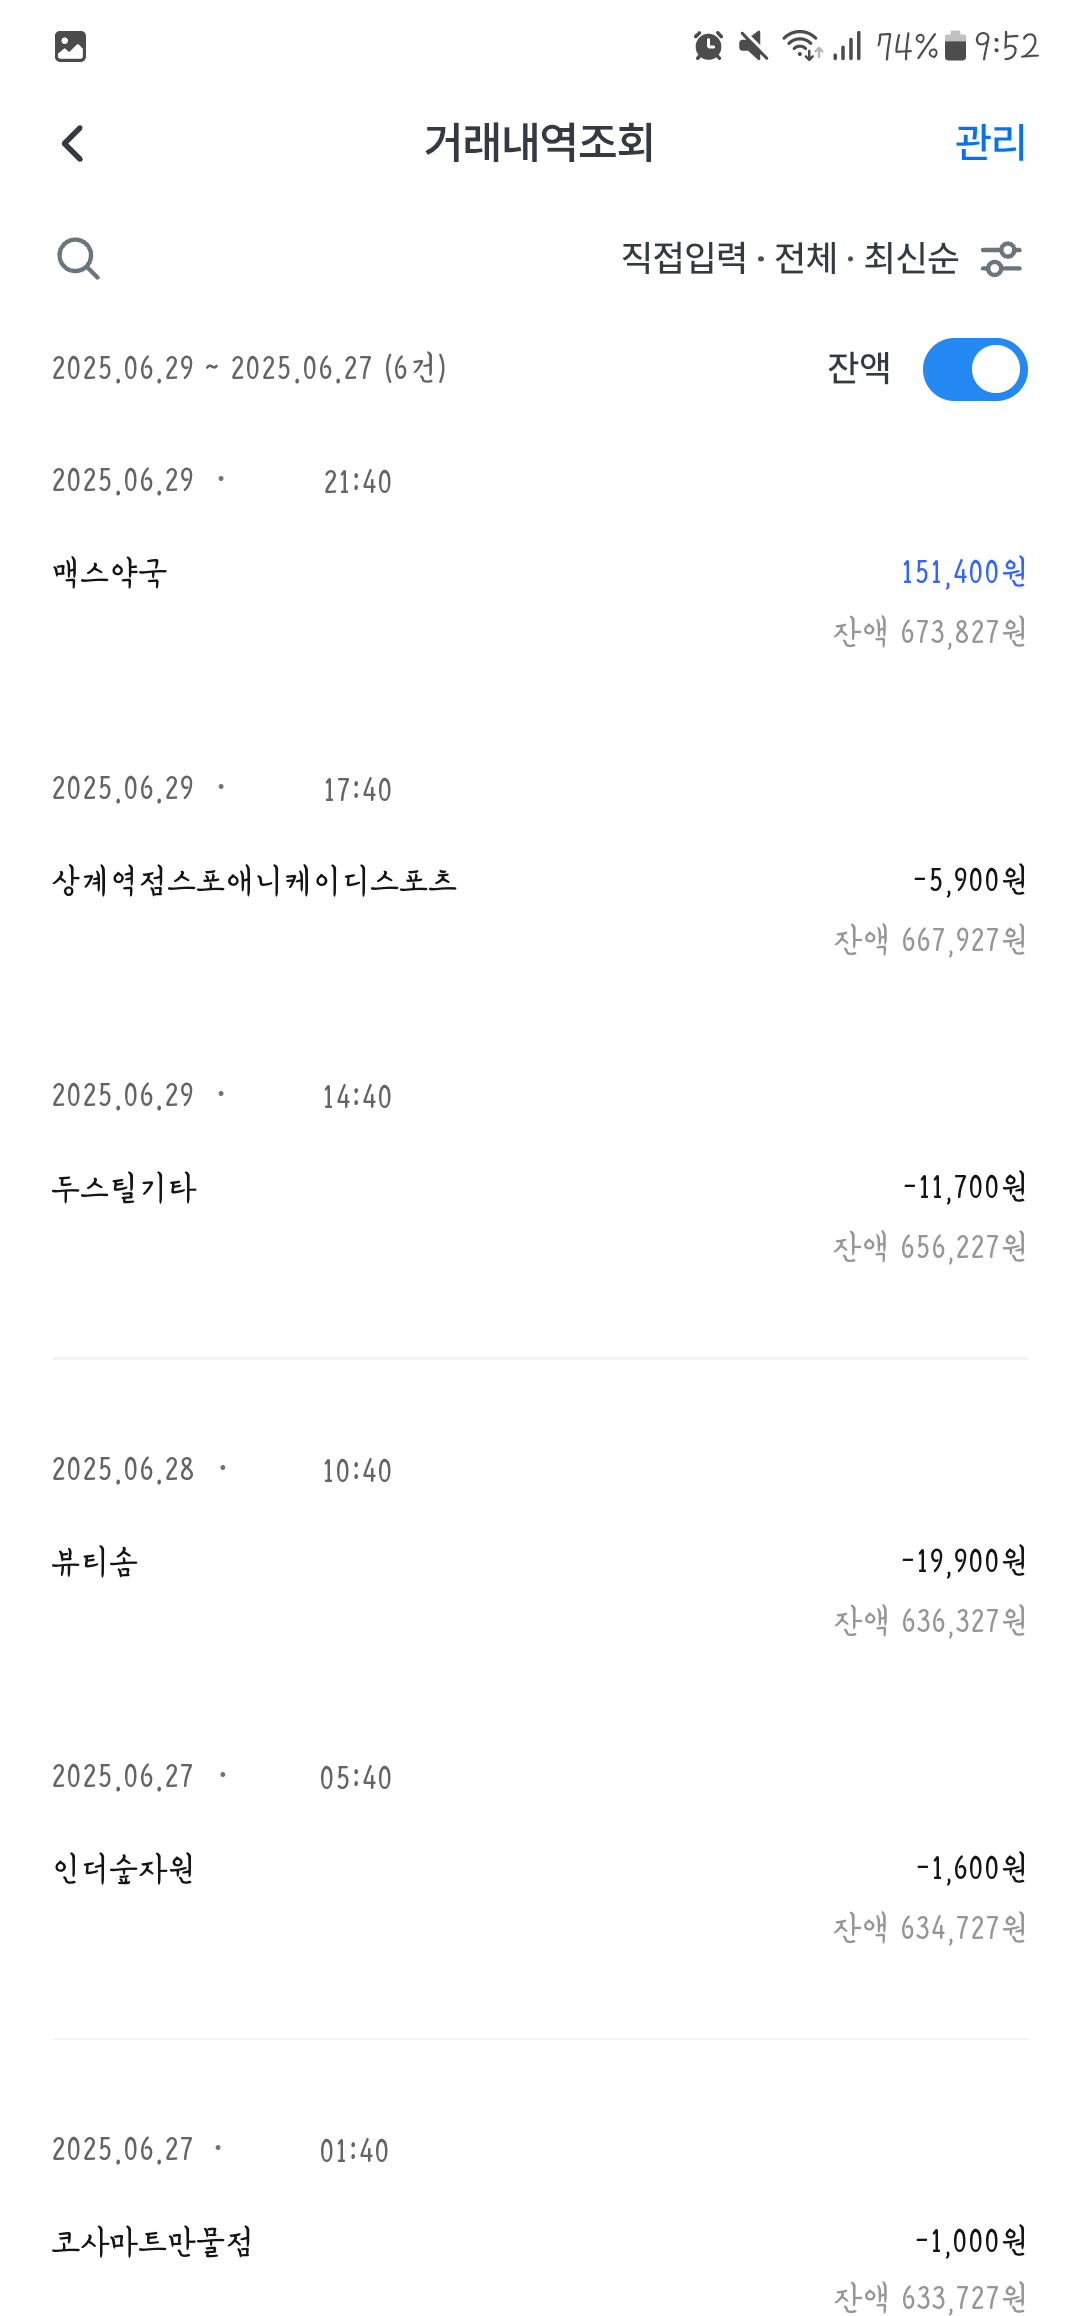 74% 9:52
거래내역조회 관리
직접입력 · 전체 · 최신순
2025.06.29 ~ 2025.06.27 (6건) 잔액
2025.06.29 · 21:40
맥스약국 151,400원
잔액 673,827원
2025.06.29 · 17:40
상계역점스포애니케이디스포츠 -5,900원
잔액 667,927원
2025.06.29 · 14:40
두스틸기타 -11,700원
잔액 656,227원
2025.06.28 · 10:40
뷰티솜 -19,900원
잔액 636,327원
2025.06.27 · 05:40
인더숲자원 -1,600원
잔액 634,727원
2025.06.27 · 01:40
코사마트만물점 -1,000원
잔액 633,727원